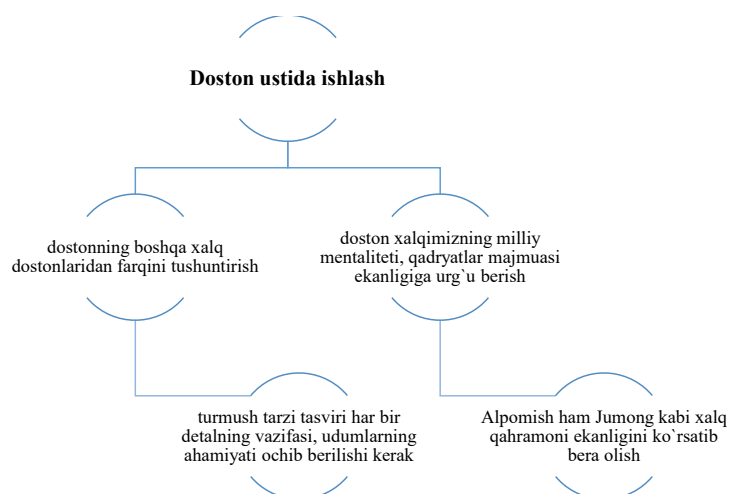 Doston ustida ishlash
dostonning boshqa xalq
dostonlaridan farqini tushuntirish
doston xalqimizning milliy
mentaliteti, qadryatlar majmuasi
ekanligiga urg`u berish
turmush tarzi tasviri har bir
detalning vazifasi, udumlarning
ahamiyati ochib berilishi kerak
Alpomish ham Jumong kabi xalq
qahramoni ekanligini ko`rsatib
bera olish